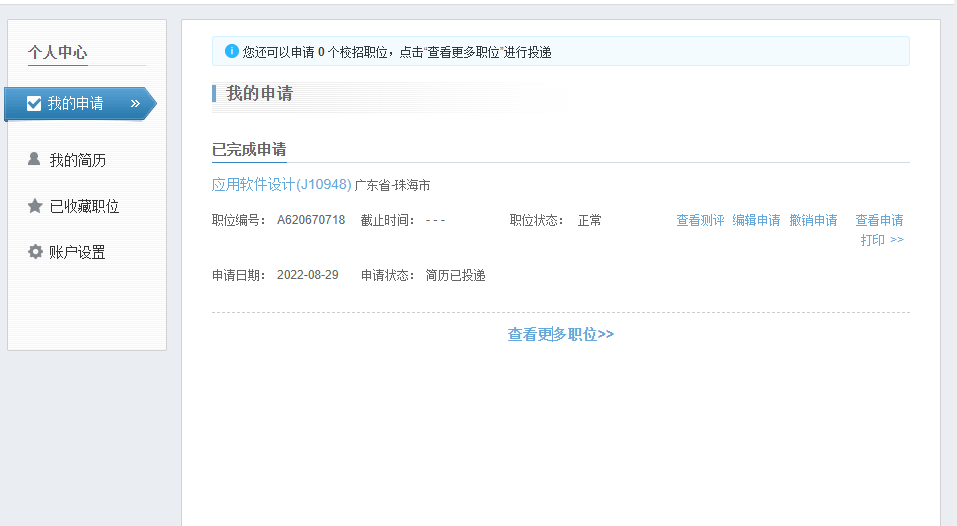 个人中心
我的申请 »
我的简历
已收藏职位
账户设置
您还可以申请 0 个校招职位，点击“查看更多职位”进行投递
我的申请
已完成申请
应用软件设计(J10948) 广东省-珠海市
职位编号： A620670718 截止时间： - - - 职位状态： 正常 查看测评 编辑申请 撤销申请 查看申请
打印 >>
申请日期： 2022-08-29 申请状态： 简历已投递
查看更多职位>>